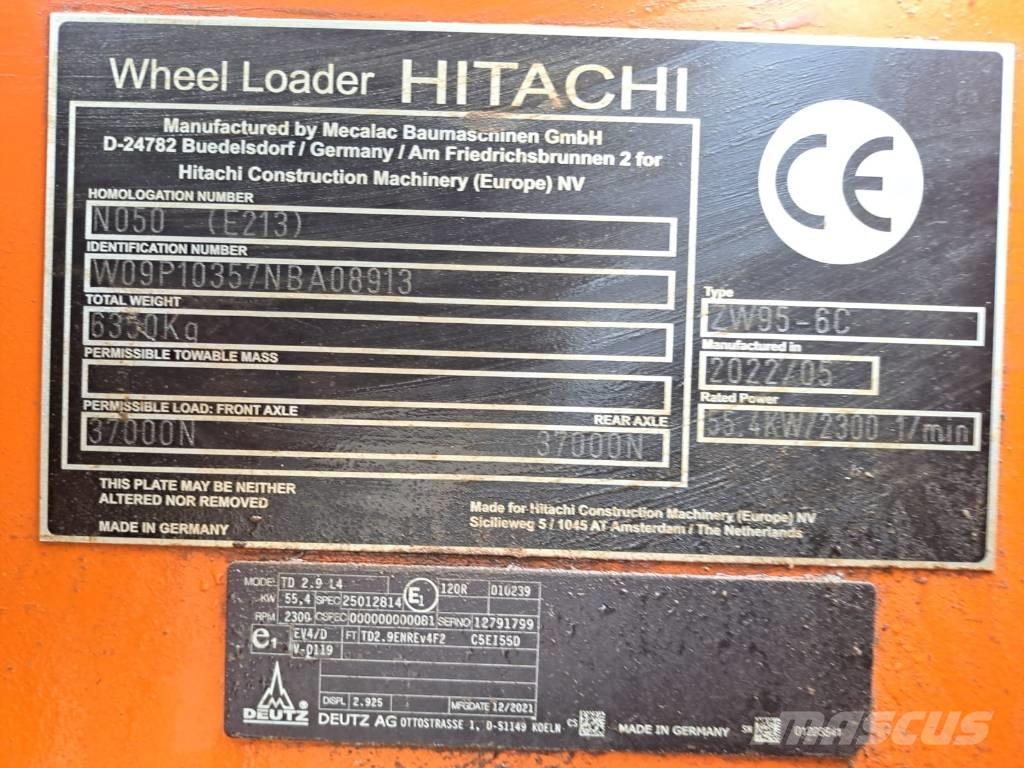 Wheel Loader HITACHI
Manufactured by Mecalac Baumaschinen GmbH
D-24782 Buedelsdorf / Germany / Am Friedrichsbrunnen 2 for
Hitachi Construction Machinery (Europe) NV
HOMOLOGATION NUMBER
N050 (E213)
IDENTIFICATION NUMBER
W09P10357NBA08913
TOTAL WEIGHT
6350Kg
PERMISSIBLE TOWABLE MASS
PERMISSIBLE LOAD: FRONT AXLE REAR AXLE
37000N 37000N
THIS PLATE MAY BE NEITHER
ALTERED NOR REMOVED
MADE IN GERMANY
CE
Type
ZW95-6C
Manufactured in
2022/05
Rated Power
55.4KW/2300 1/min
Made for Hitachi Construction Machinery (Europe) NV
Sicilieweg 5 / 1045 AT Amsterdam / The Netherlands
MODEL TD 2.9 L4 E1 120R 010239
KW 55,4 SPEC 25012814
RPM 2300 CSPEC 000000000081 SERNO 12791799
e1 EV4/D FT TD2.9ENREv4F2 C5EI55D
V-0119
DISPL 2.925 MFGDATE 12/2021
DEUTZ DEUTZ AG OTTOSTRASSE 1, D-51149 KOELN CS MADE IN GERMANY SN
MASCUS